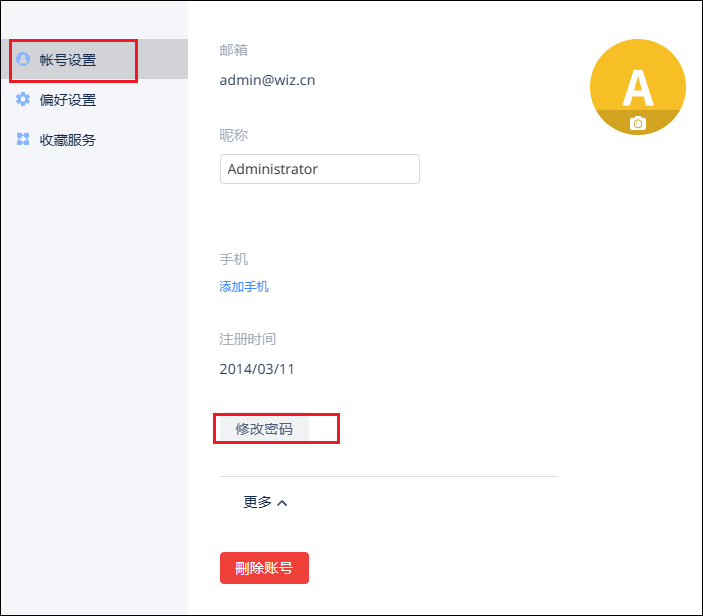 帐号设置
偏好设置
收藏服务
邮箱
admin@wiz.cn
A
昵称
Administrator
手机
添加手机
注册时间
2014/03/11
修改密码
更多
刪除账号